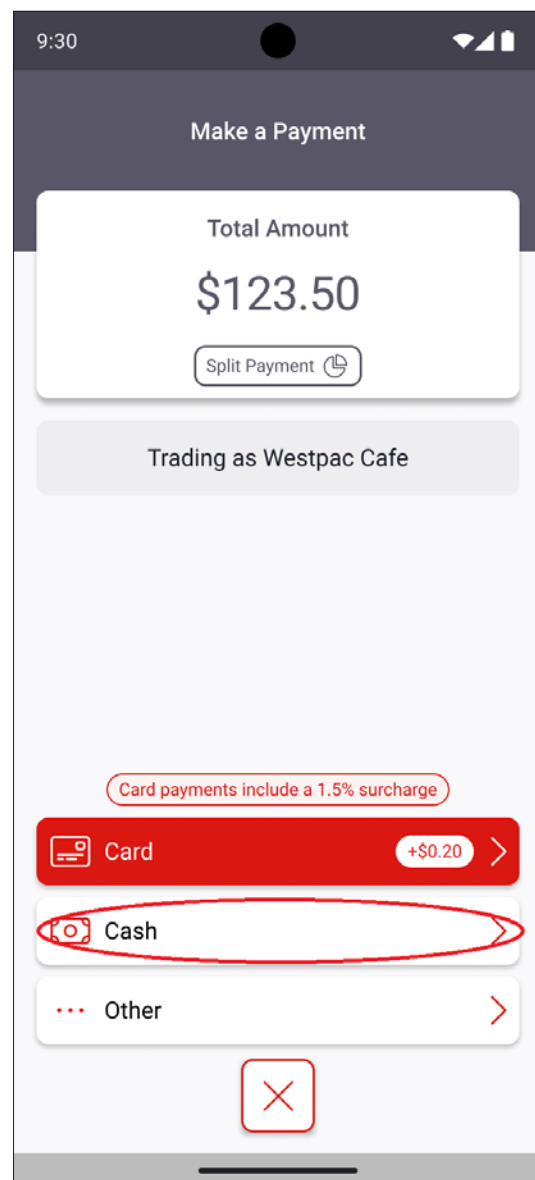 9:30
Make a Payment
Total Amount
$123.50
Split Payment
Trading as Westpac Cafe
Card payments include a 1.5% surcharge
Card +$0.20
Cash
Other